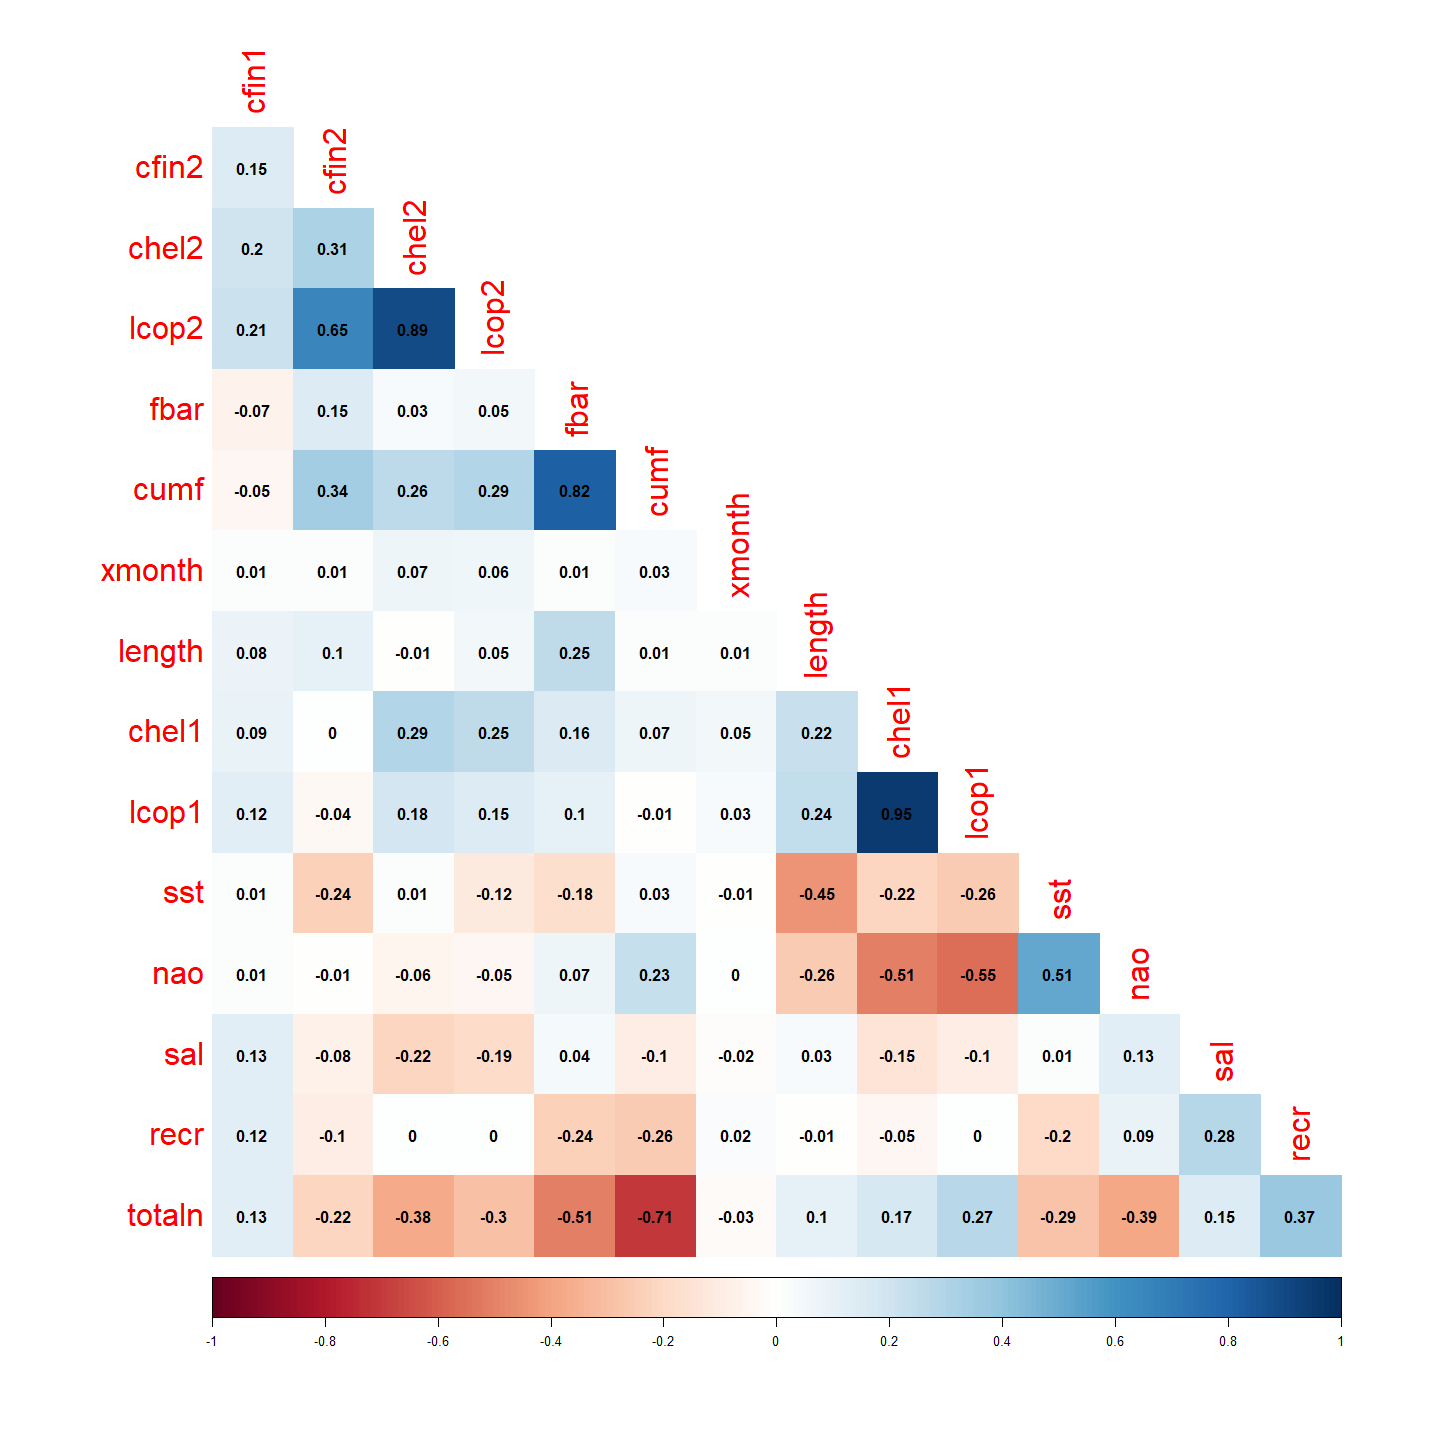 cfin1
cfin2 0.15 cfin2
chel2 0.2 0.31 chel2
lcop2 0.21 0.65 0.89 lcop2
fbar -0.07 0.15 0.03 0.05 fbar
cumf -0.05 0.34 0.26 0.29 0.82 cumf
xmonth 0.01 0.01 0.07 0.06 0.01 0.03 xmonth
length 0.08 0.1 -0.01 0.05 0.25 0.01 0.01 length
chel1 0.09 0 0.29 0.25 0.16 0.07 0.05 0.22 chel1
lcop1 0.12 -0.04 0.18 0.15 0.1 -0.01 0.03 0.24 0.95 lcop1
sst 0.01 -0.24 0.01 -0.12 -0.18 0.03 -0.01 -0.45 -0.22 -0.26 sst
nao 0.01 -0.01 -0.06 -0.05 0.07 0.23 0 -0.26 -0.51 -0.55 0.51 nao
sal 0.13 -0.08 -0.22 -0.19 0.04 -0.1 -0.02 0.03 -0.15 -0.1 0.01 0.13 sal
recr 0.12 -0.1 0 0 -0.24 -0.26 0.02 -0.01 -0.05 0 -0.2 0.09 0.28 recr
totaln 0.13 -0.22 -0.38 -0.3 -0.51 -0.71 -0.03 0.1 0.17 0.27 -0.29 -0.39 0.15 0.37
-1 -0.8 -0.6 -0.4 -0.2 0 0.2 0.4 0.6 0.8 1